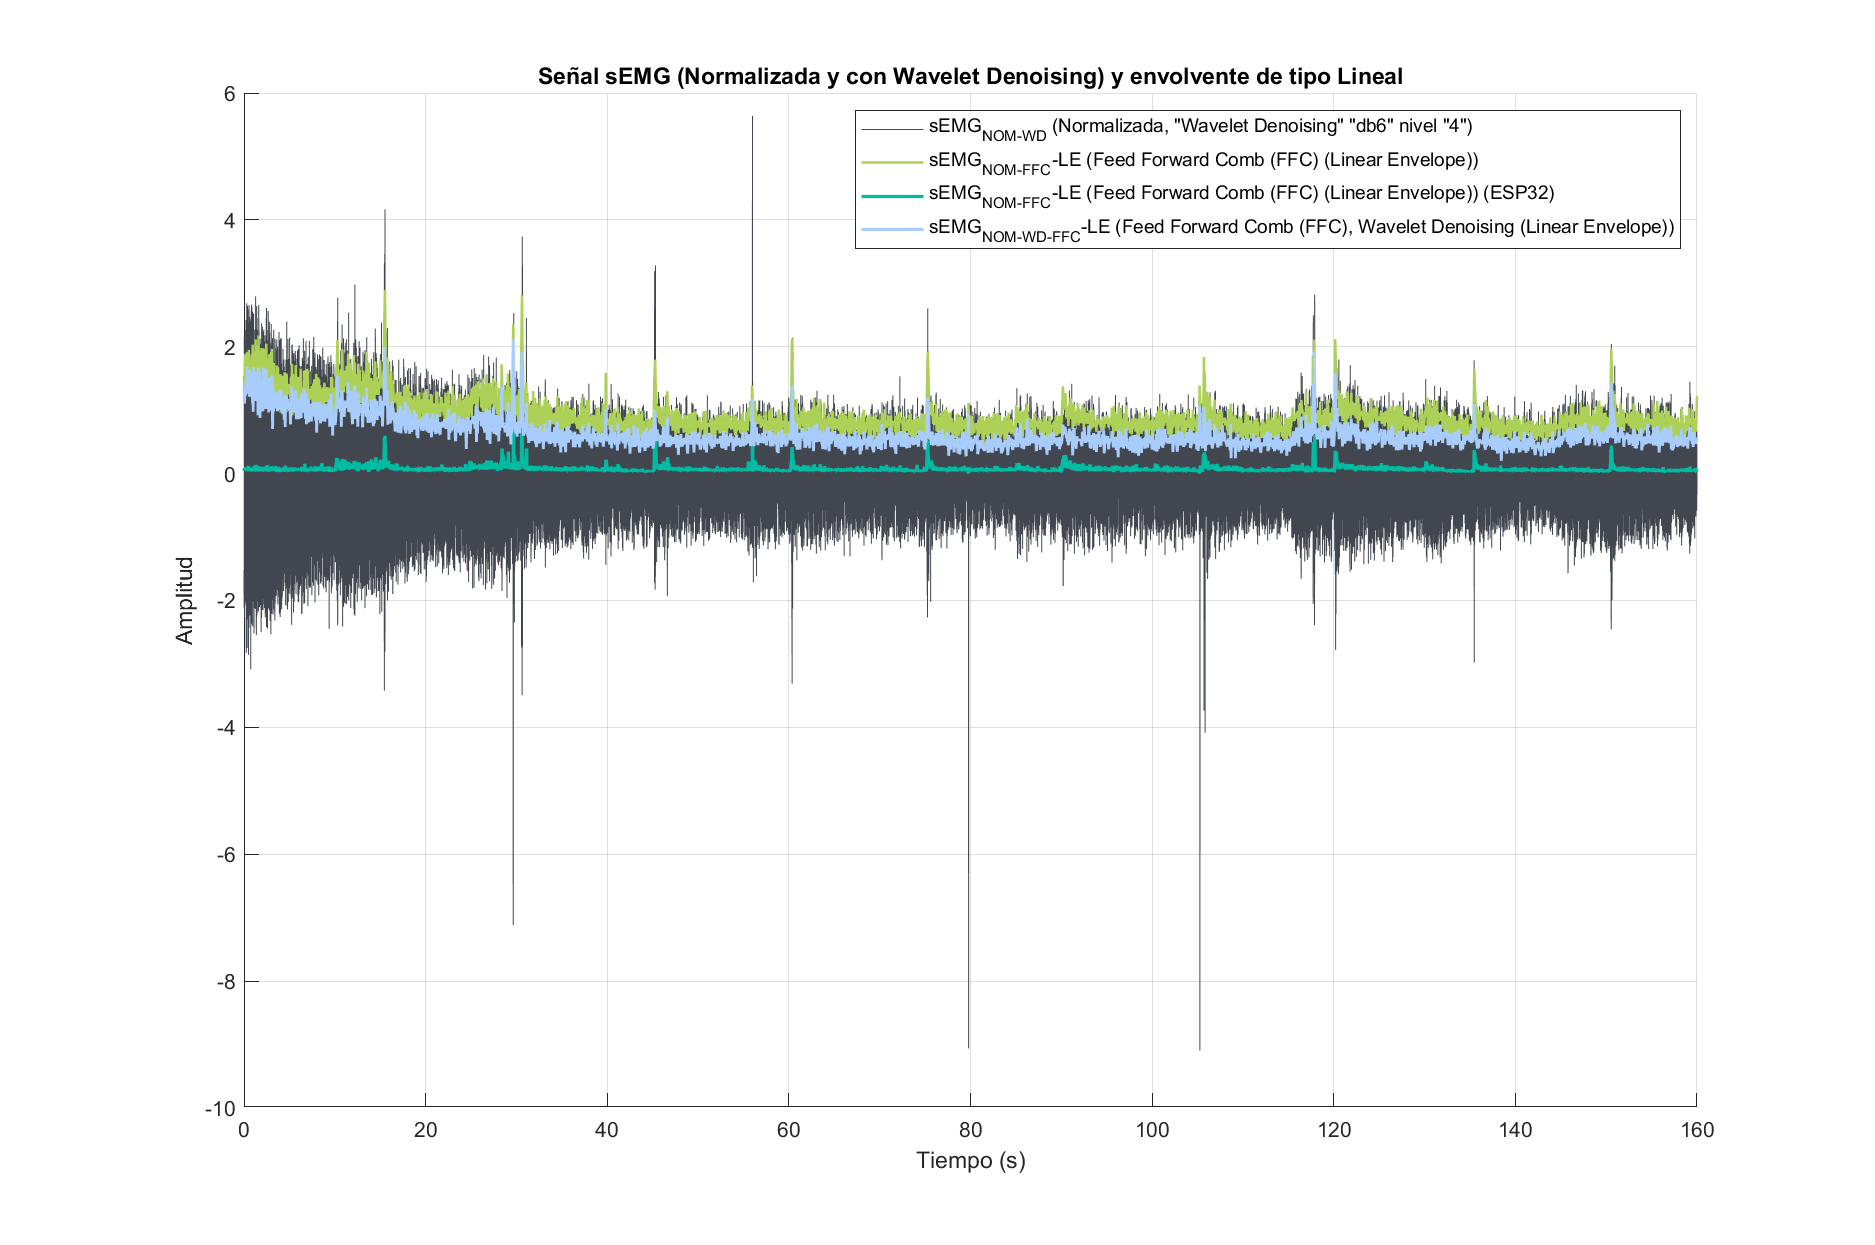 Señal sEMG (Normalizada y con Wavelet Denoising) y envolvente de tipo Lineal
sEMG_NOM-WD (Normalizada, "Wavelet Denoising" "db6" nivel "4")
sEMG_NOM-FFC-LE (Feed Forward Comb (FFC) (Linear Envelope))
sEMG_NOM-FFC-LE (Feed Forward Comb (FFC) (Linear Envelope)) (ESP32)
sEMG_NOM-WD-FFC-LE (Feed Forward Comb (FFC), Wavelet Denoising (Linear Envelope))
Amplitud
6
4
2
0
-2
-4
-6
-8
-10
0 20 40 60 80 100 120 140 160
Tiempo (s)